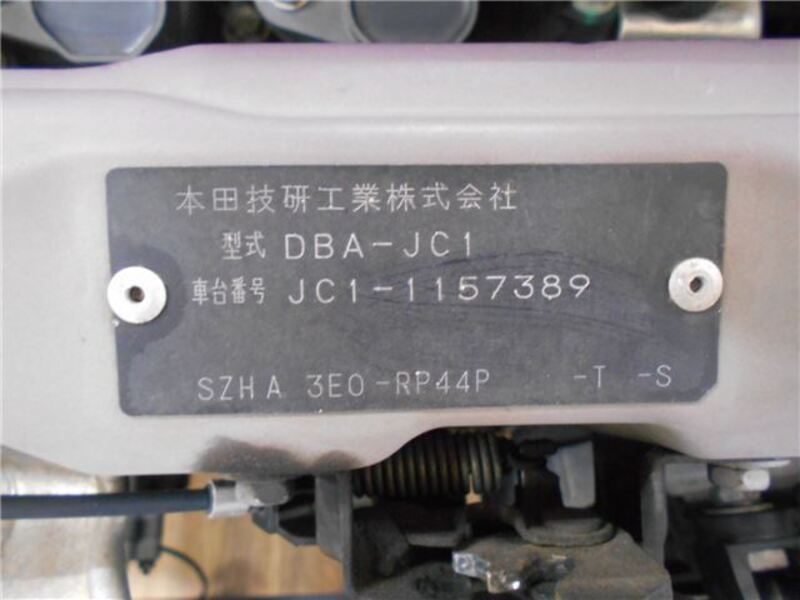 本田技研工業株式会社
型式 DBA-JC1
車台番号 JC1-1157389
SZHA 3E0-RP44P -T -S